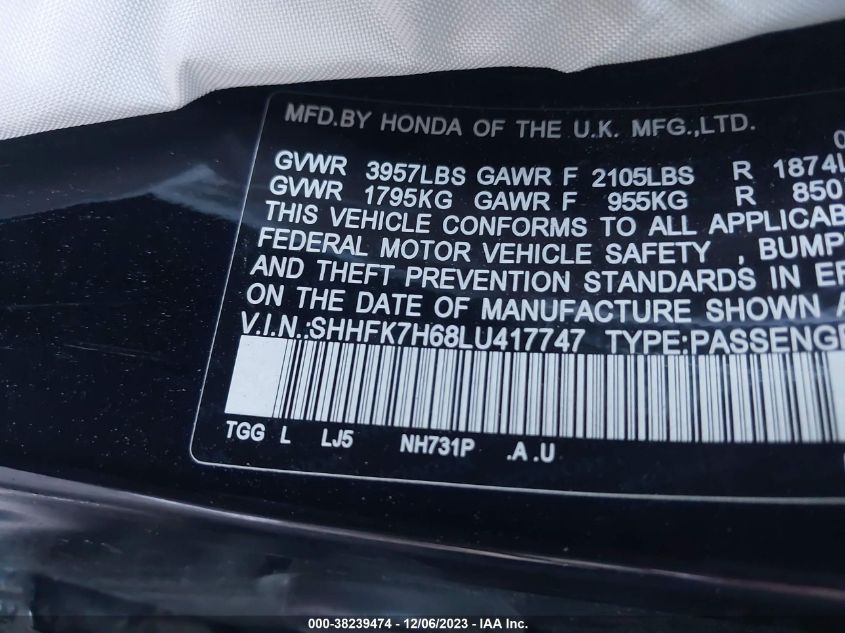 MFD.BY HONDA OF THE U.K. MFG.,LTD.
GVWR 3957LBS GAWR F 2105LBS R 1874L
GVWR 1795KG GAWR F 955KG R 850
THIS VEHICLE CONFORMS TO ALL APPLICAB
FEDERAL MOTOR VEHICLE SAFETY , BUMP
AND THEFT PREVENTION STANDARDS IN EF
ON THE DATE OF MANUFACTURE SHOWN A
V.I.N.:SHHFK7H68LU417747 TYPE:PASSENGE
TGG L LJ5 NH731P .A.U
000-38239474 - 12/06/2023 - IAA Inc.